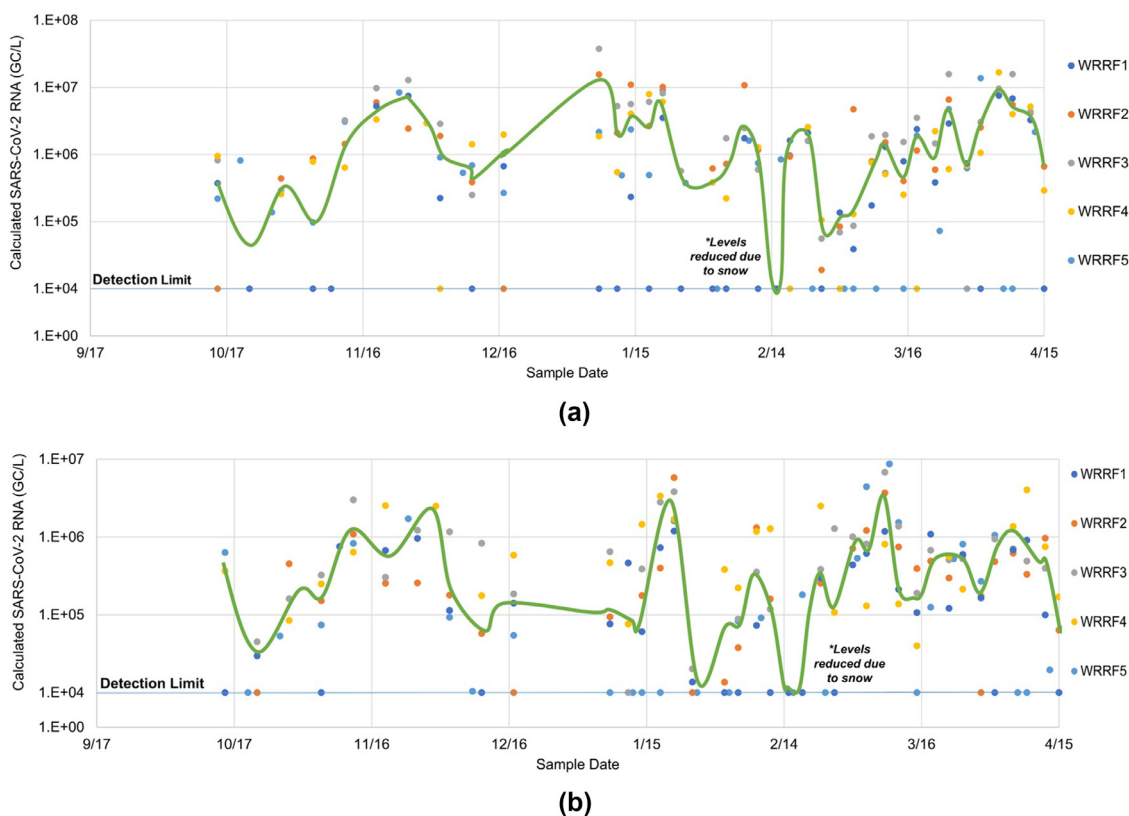 1.E+08
1.E+07
1.E+06
1.E+05
1.E+04
1.E+00
Calculated SARS-CoV-2 RNA (GC/L)
Detection Limit
*Levels
reduced due
to snow
9/17 10/17 11/16 12/16 1/15 2/14 3/16 4/15
Sample Date
WRRF1
WRRF2
WRRF3
WRRF4
WRRF5
(a)
1.E+07
1.E+06
1.E+05
1.E+04
1.E+00
Calculated SARS-CoV-2 RNA (GC/L)
Detection Limit
*Levels
reduced due
to snow
9/17 10/17 11/16 12/16 1/15 2/14 3/16 4/15
Sample Date
WRRF1
WRRF2
WRRF3
WRRF4
WRRF5
(b)